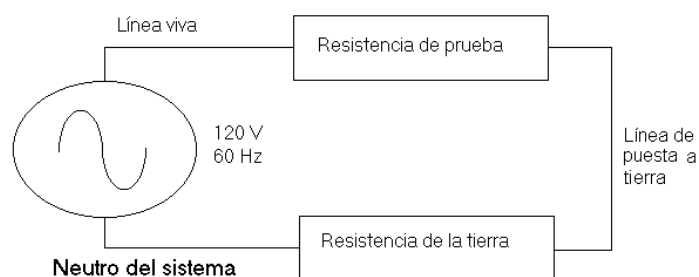 Línea viva
Resistencia de prueba
120 V
60 Hz
Línea de
puesta a
tierra
Resistencia de la tierra
Neutro del sistema